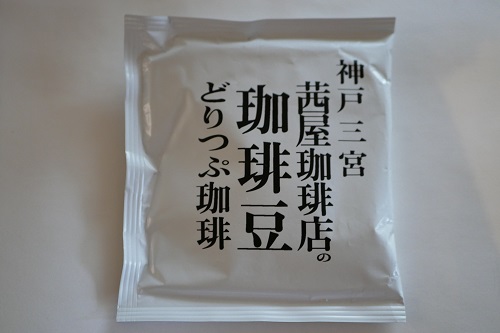 神戸 三宮
茜屋珈琲店の
珈琲豆
どりつぷ珈琲